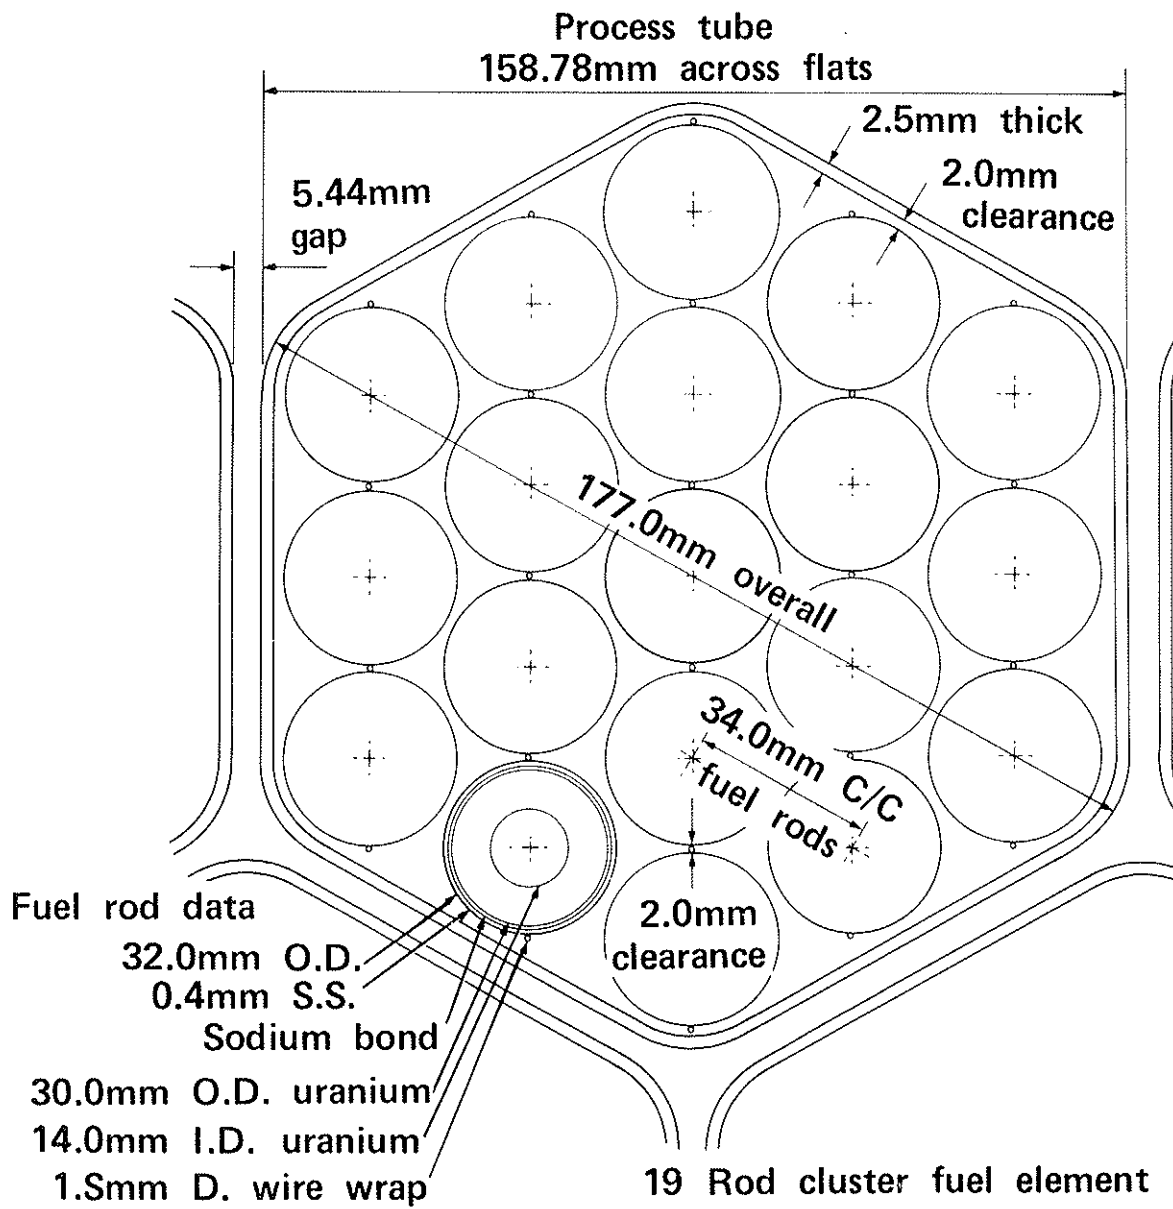 Process tube
158.78mm across flats
2.5mm thick
2.0mm
clearance
5.44mm
gap
177.0mm overall
34.0mm C/C
fuel rods
2.0mm
clearance
Fuel rod data
32.0mm O.D.
0.4mm S.S.
Sodium bond
30.0mm O.D. uranium
14.0mm I.D. uranium
1.Smm D. wire wrap
19 Rod cluster fuel element